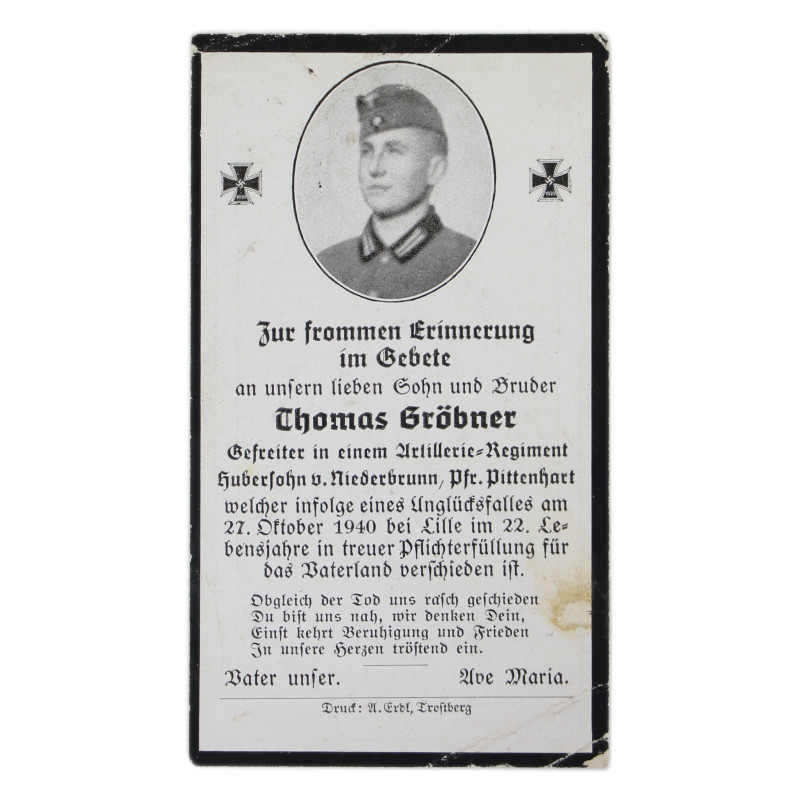 Zur frommen Erinnerung
im Gebete
an unsern lieben Sohn und Bruder
Thomas Gröbner
Gefreiter in einem Artillerie-Regiment
Hubersohn v. Niederbrunn, Pfr. Pittenhart
welcher infolge eines Unglücksfalles am
27. Oktober 1940 bei Lille im 22. Le-
bensjahre in treuer Pflichterfüllung für
das Vaterland verschieden ist.
Obgleich der Tod uns rasch geschieden
Du bist uns nah, wir denken Dein,
Einst kehrt Beruhigung und Frieden
In unsere Herzen tröstend ein.
Vater unser. Ave Maria.
Druck: A. Erdl, Trostberg